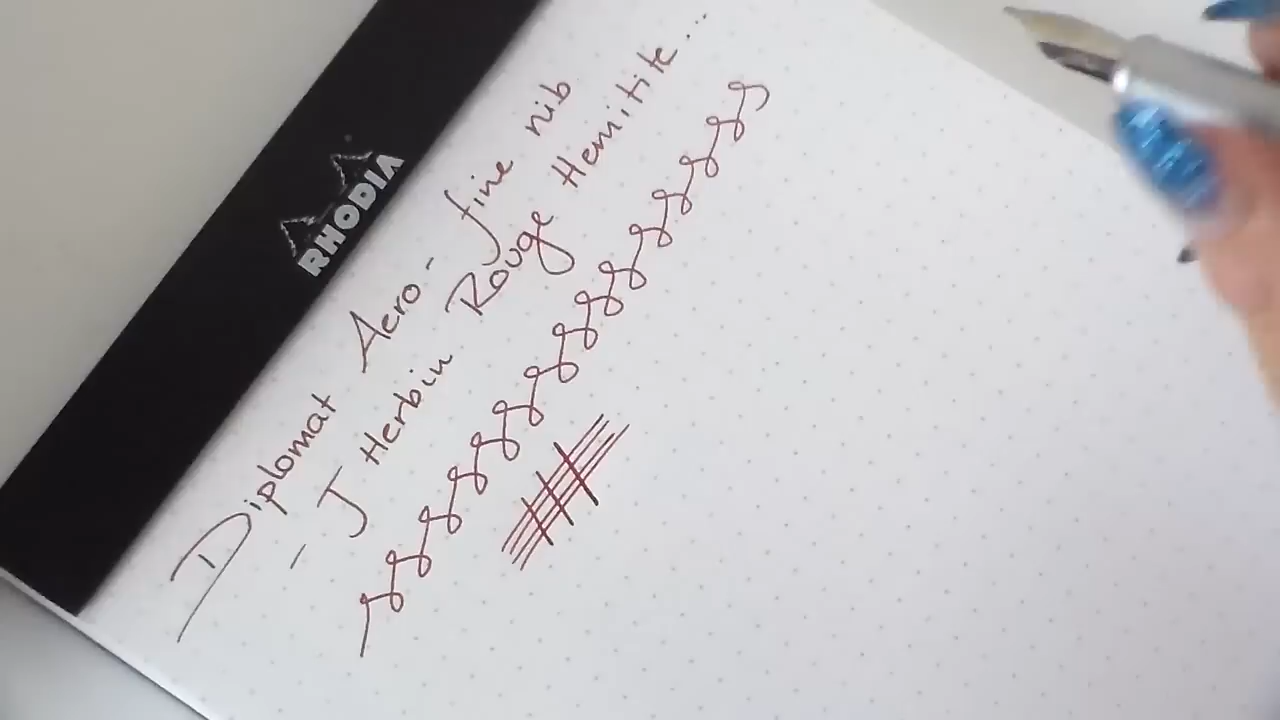 RHODIA
Diplomat Aero - fine nib
- J Herbin Rouge Hemitite...